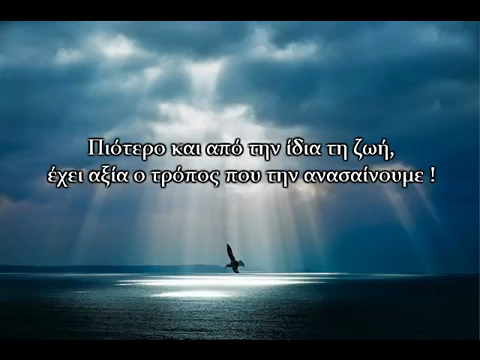 Πιότερο και από την ίδια τη ζωή,
έχει αξία ο τρόπος που την ανασαίνουμε !